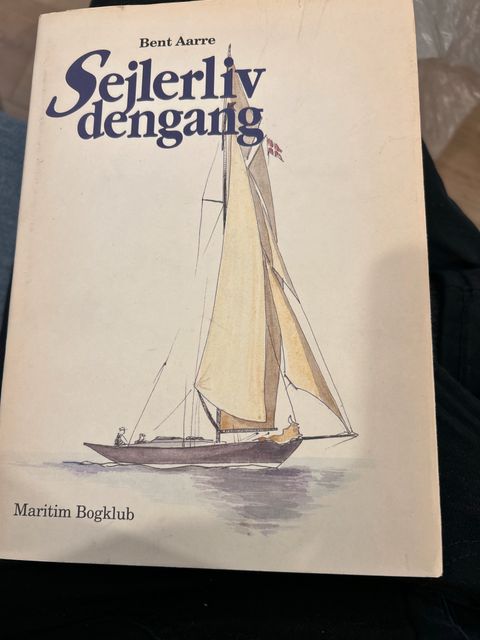 Bent Aarre
Sejlerliv
dengang
Maritim Bogklub